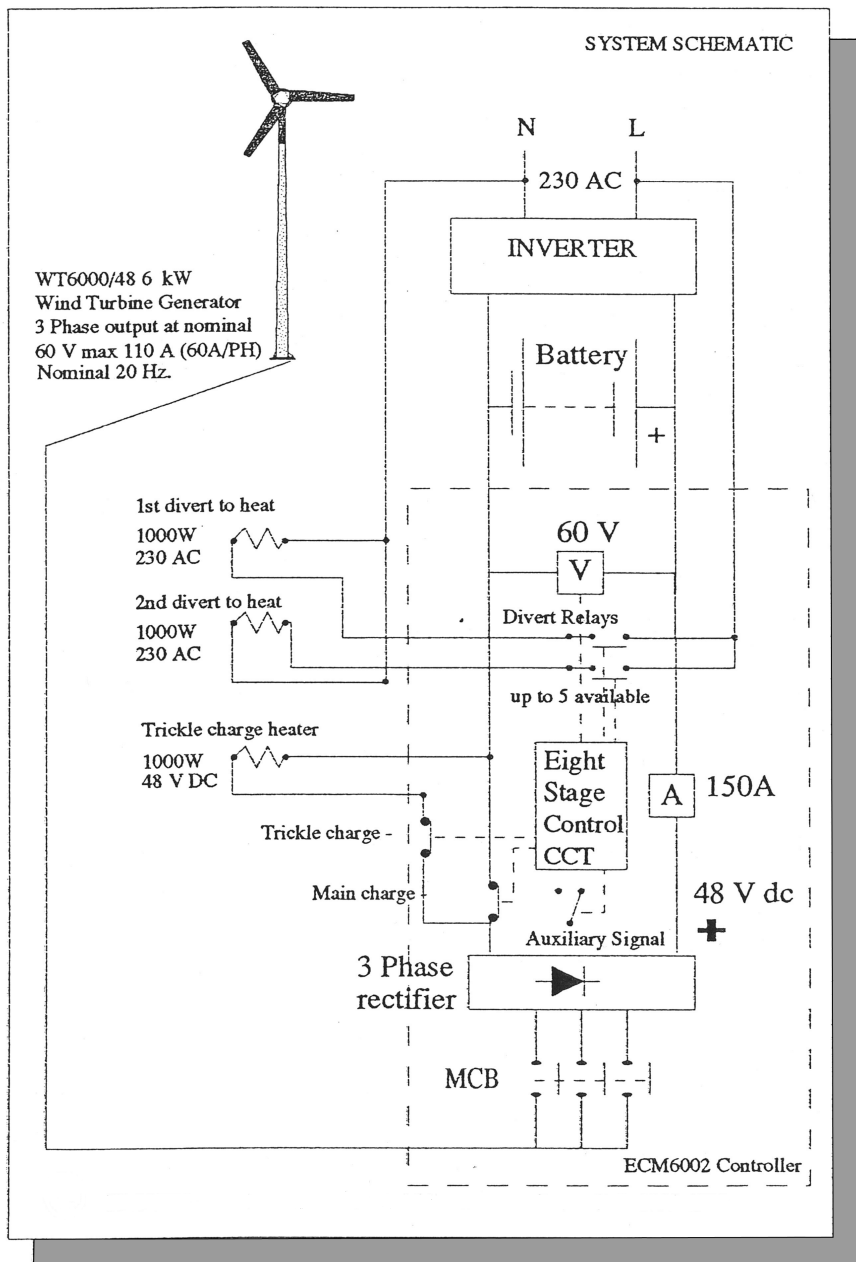 SYSTEM SCHEMATIC
N
L
230 AC
INVERTER
WT6000/48 6 kW
Wind Turbine Generator
3 Phase output at nominal
60 V max 110 A (60A/PH)
Nominal 20 Hz.
Battery
+
1st divert to heat
1000W
230 AC
60 V
V
2nd divert to heat
1000W
230 AC
Divert Relays
up to 5 available
Trickle charge heater
1000W
48 V DC
Eight
Stage
Control
CCT
A
150A
Trickle charge -
Main charge -
48 V dc
+
Auxiliary Signal
3 Phase
rectifier
MCB
ECM6002 Controller